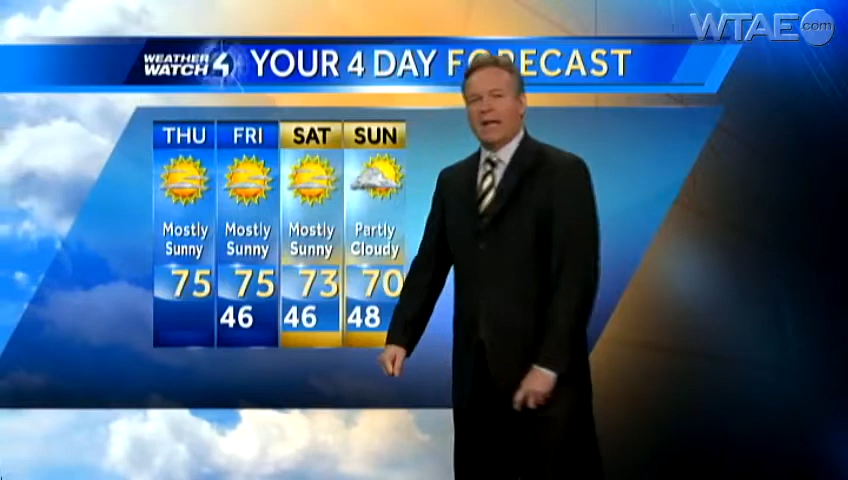 WTAE.com
WEATHER WATCH 4
YOUR 4 DAY FORECAST
THU FRI SAT SUN
Mostly Sunny Mostly Sunny Mostly Sunny Partly Cloudy
75 75 73 70
46 46 48